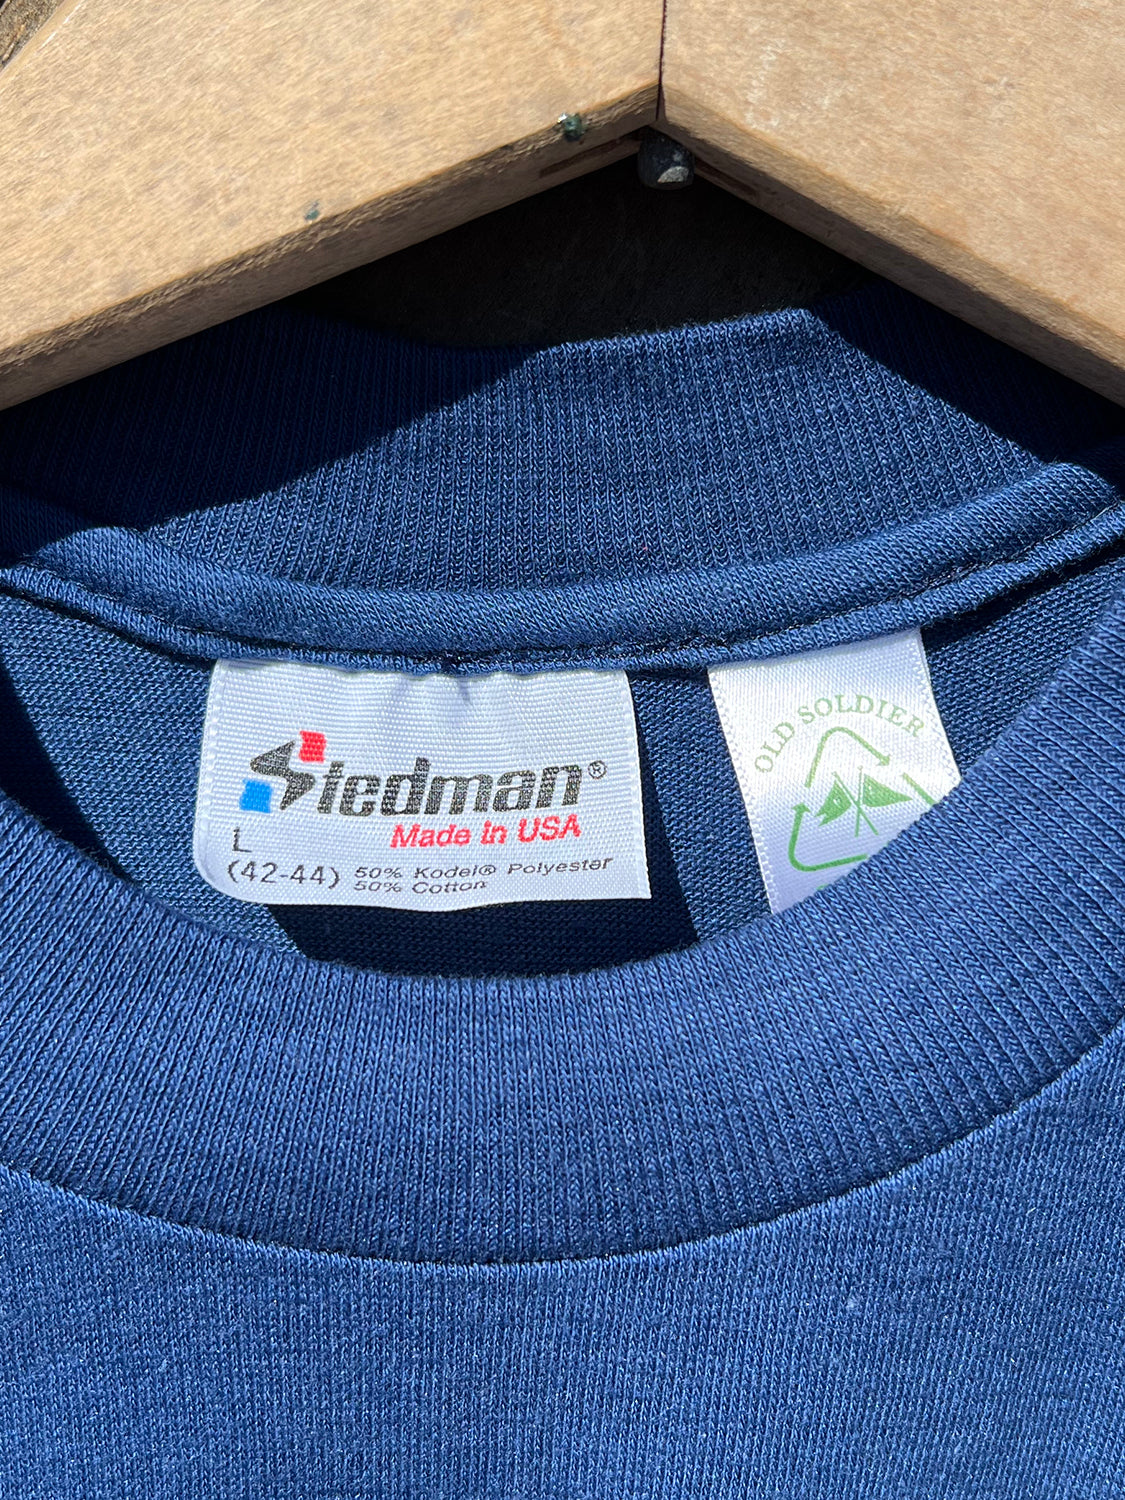 Stedman®
Made in USA
L
(42-44)
50% Kodel® Polyester
50% Cotton
OLD SOLDIER